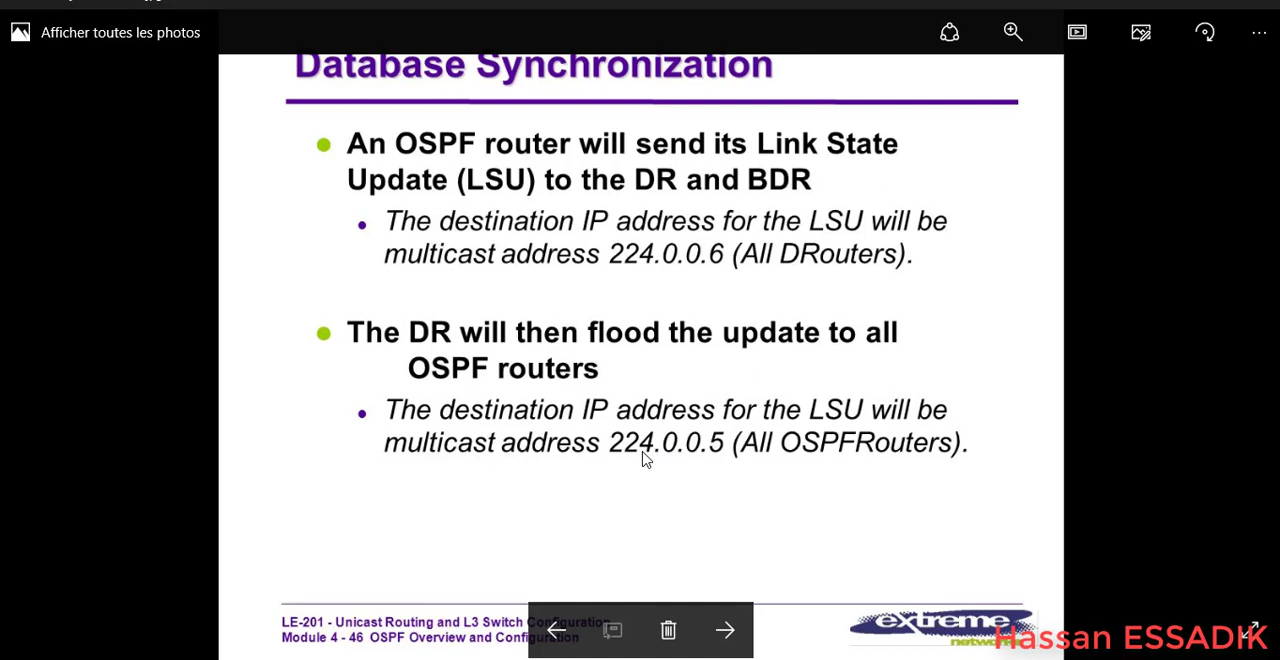 Afficher toutes les photos
Database Synchronization
An OSPF router will send its Link State
Update (LSU) to the DR and BDR
The destination IP address for the LSU will be
multicast address 224.0.0.6 (All DRouters).
The DR will then flood the update to all
OSPF routers
The destination IP address for the LSU will be
multicast address 224.0.0.5 (All OSPFRouters).
LE-201 - Unicast Routing and L3 Switch Configuration
Module 4 - 46 OSPF Overview and Configuration
extreme
Hassan ESSADIK